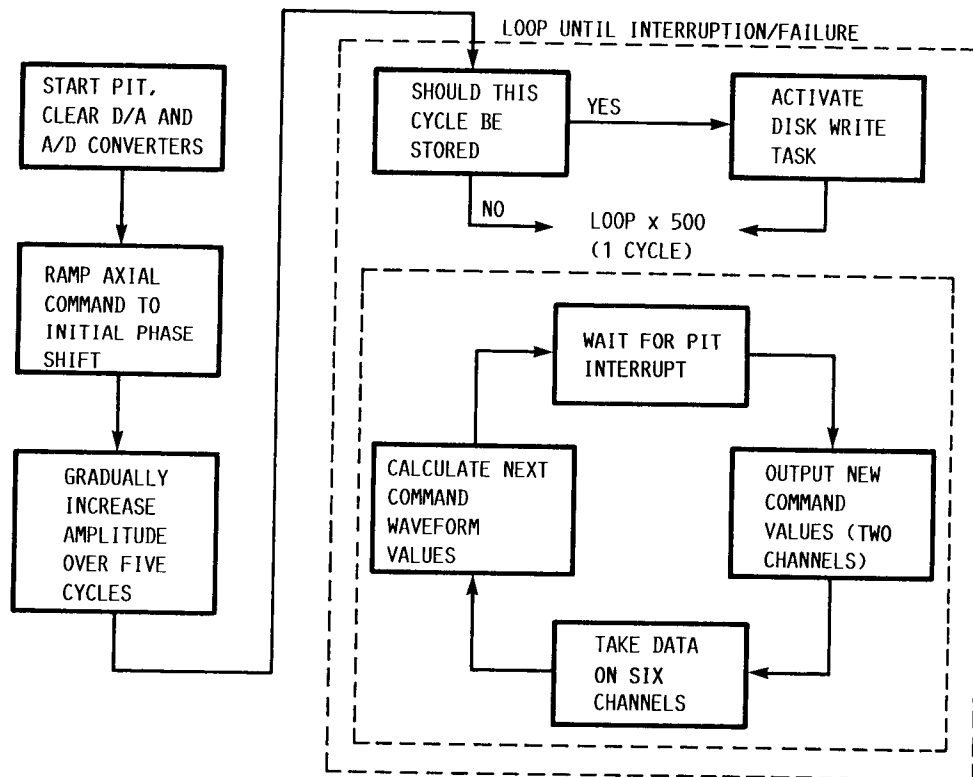 START PIT,
CLEAR D/A AND
A/D CONVERTERS
RAMP AXIAL
COMMAND TO
INITIAL PHASE
SHIFT
GRADUALLY
INCREASE
AMPLITUDE
OVER FIVE
CYCLES
LOOP UNTIL INTERRUPTION/FAILURE
SHOULD THIS
CYCLE BE
STORED
YES
ACTIVATE
DISK WRITE
TASK
NO
LOOP x 500
(1 CYCLE)
WAIT FOR PIT
INTERRUPT
OUTPUT NEW
COMMAND
VALUES (TWO
CHANNELS)
TAKE DATA
ON SIX
CHANNELS
CALCULATE NEXT
COMMAND
WAVEFORM
VALUES